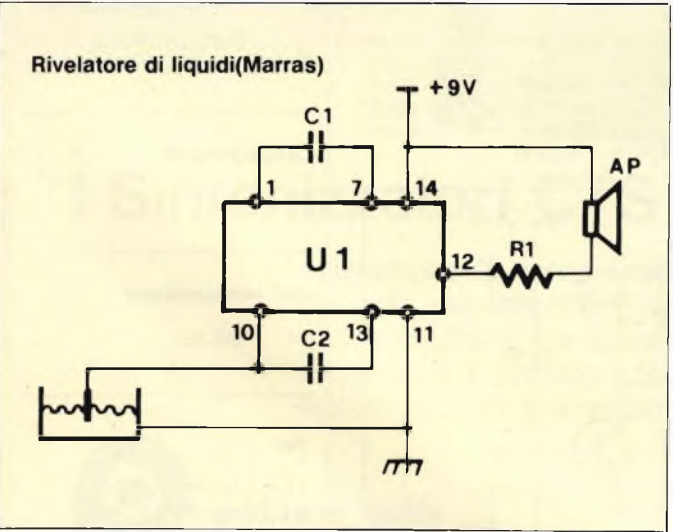 Rivelatore di liquidi(Marras)
+9V
C1
AP
1 7 14
U1
12 R1
10 C2 13 11